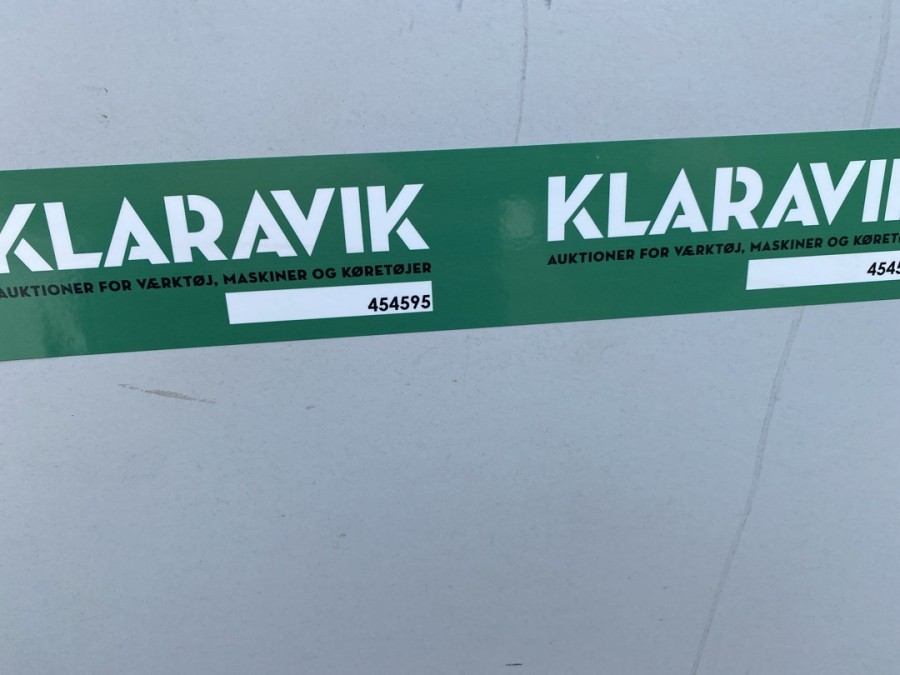 KLARAVIK
AUKTIONER FOR VÆRKTØJ, MASKINER OG KØRETØJER
454595
KLARAVIK
AUKTIONER FOR VÆRKTØJ, MASKINER OG